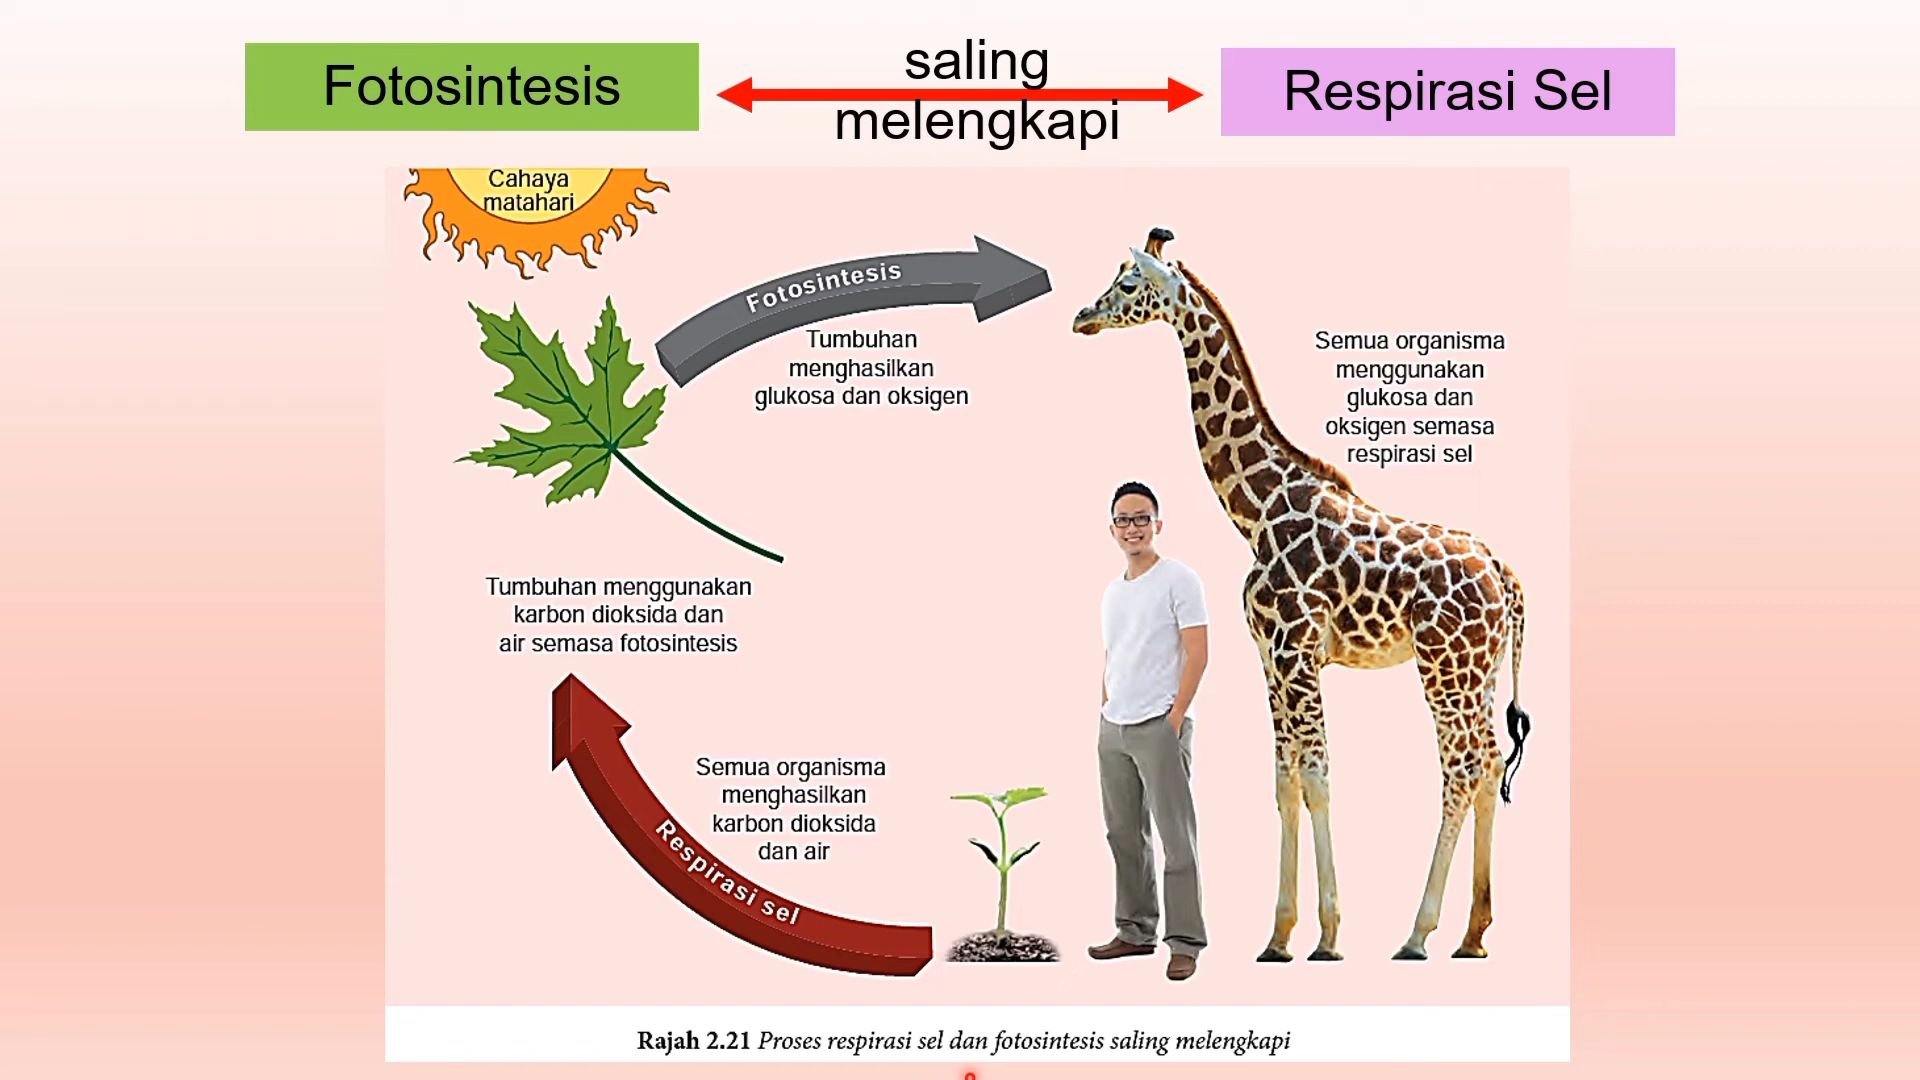 Fotosintesis
saling
melengkapi
Respirasi Sel
Cahaya
matahari
Fotosintesis
Tumbuhan
menghasilkan
glukosa dan oksigen
Semua organisma
menggunakan
glukosa dan
oksigen semasa
respirasi sel
Tumbuhan menggunakan
karbon dioksida dan
air semasa fotosintesis
Semua organisma
menghasilkan
karbon dioksida
dan air
Respirasi sel
Rajah 2.21 Proses respirasi sel dan fotosintesis saling melengkapi